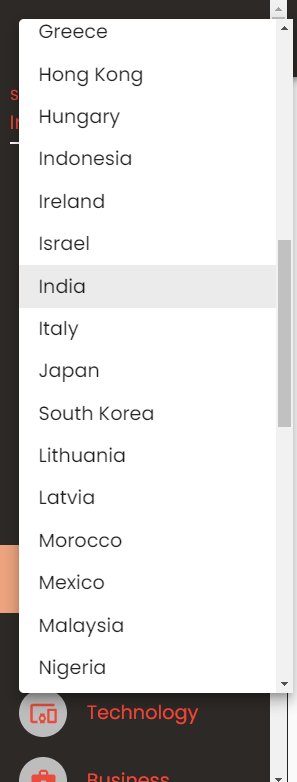 Greece
Hong Kong
Hungary
Indonesia
Ireland
Israel
India
Italy
Japan
South Korea
Lithuania
Latvia
Morocco
Mexico
Malaysia
Nigeria
Technology
Business